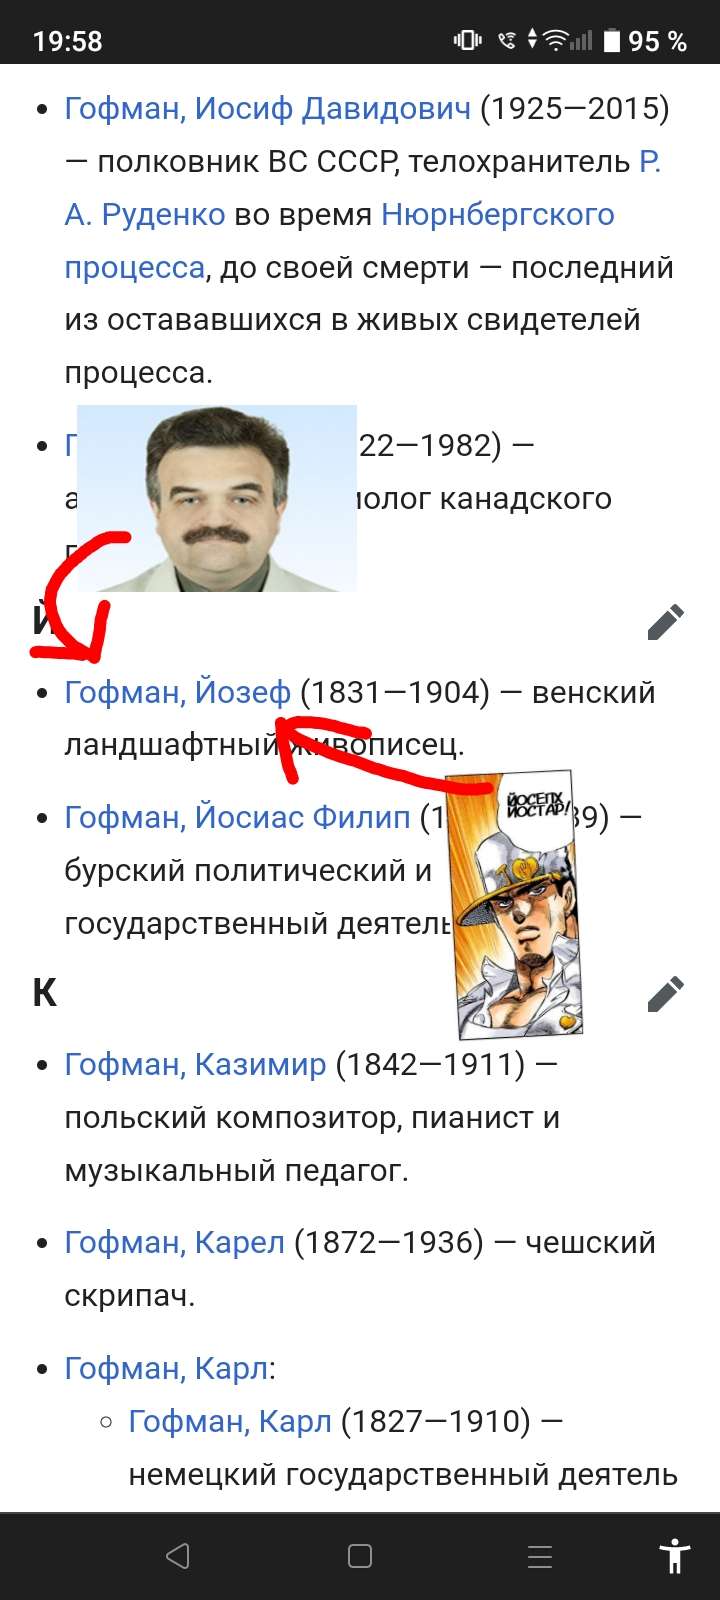 19:58
95 %
Гофман, Иосиф Давидович (1925—2015)
— полковник ВС СССР, телохранитель Р.
А. Руденко во время Нюрнбергского
процесса, до своей смерти — последний
из остававшихся в живых свидетелей
процесса.
22—1982) —
канадского
Й
Гофман, Йозеф (1831—1904) — венский
ландшафтный живописец.
ЙОСЕПХ
ЙОСТАР!
Гофман, Йосиас Филип (1 39) —
бурский политический и
государственный деятель
К
Гофман, Казимир (1842—1911) —
польский композитор, пианист и
музыкальный педагог.
Гофман, Карел (1872—1936) — чешский
скрипач.
Гофман, Карл:
Гофман, Карл (1827—1910) —
немецкий государственный деятель